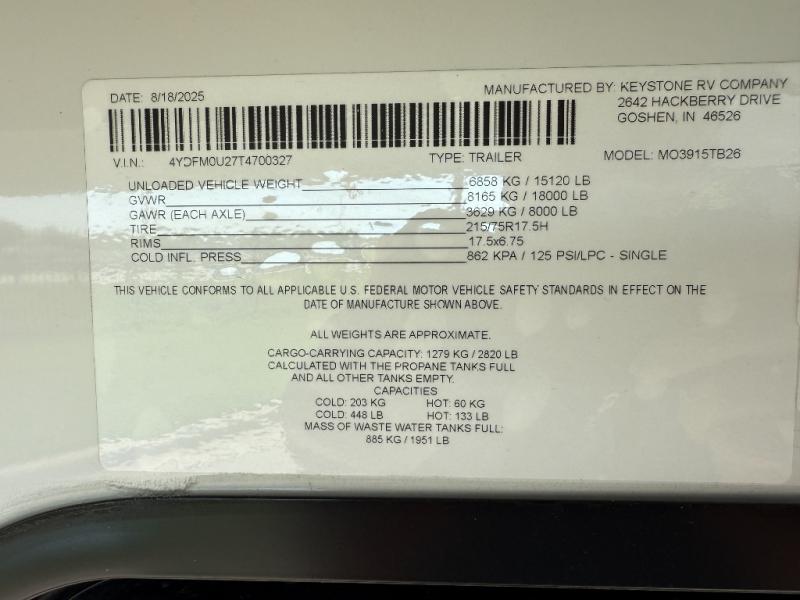 DATE: 8/18/2025
MANUFACTURED BY: KEYSTONE RV COMPANY
2642 HACKBERRY DRIVE
GOSHEN, IN 46526
V.I.N.: 4YDFM0U27T4700327 TYPE: TRAILER MODEL: MO3915TB26
UNLOADED VEHICLE WEIGHT 6858 KG / 15120 LB
GVWR 8165 KG / 18000 LB
GAWR (EACH AXLE) 3629 KG / 8000 LB
TIRE 215/75R17.5H
RIMS 17.5x6.75
COLD INFL. PRESS 862 KPA / 125 PSI/LPC - SINGLE
THIS VEHICLE CONFORMS TO ALL APPLICABLE U.S. FEDERAL MOTOR VEHICLE SAFETY STANDARDS IN EFFECT ON THE
DATE OF MANUFACTURE SHOWN ABOVE.
ALL WEIGHTS ARE APPROXIMATE.
CARGO-CARRYING CAPACITY: 1279 KG / 2820 LB
CALCULATED WITH THE PROPANE TANKS FULL
AND ALL OTHER TANKS EMPTY.
CAPACITIES
COLD: 203 KG HOT: 60 KG
COLD: 448 LB HOT: 133 LB
MASS OF WASTE WATER TANKS FULL:
885 KG / 1951 LB